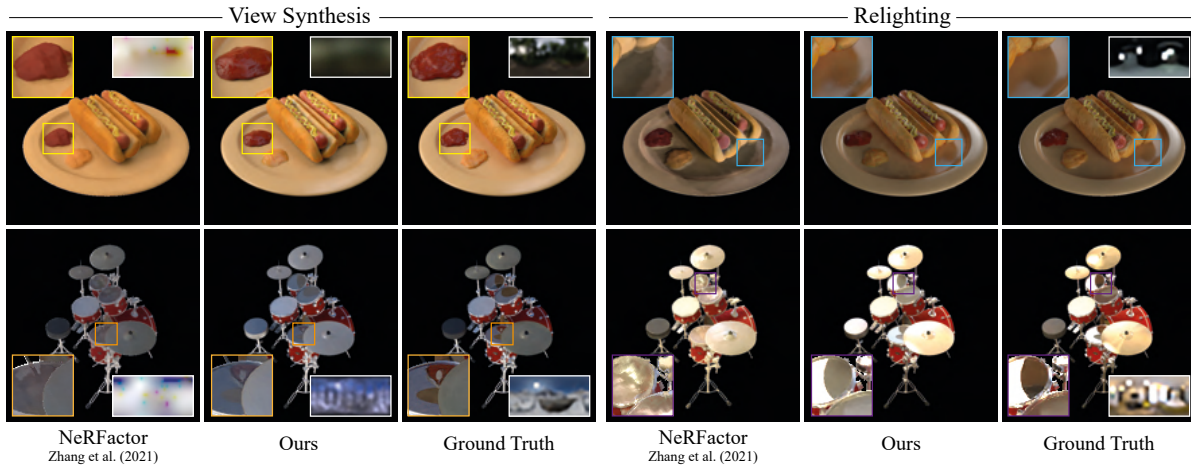 View Synthesis
Relighting
NeRFactor
Zhang et al. (2021)
Ours
Ground Truth
NeRFactor
Zhang et al. (2021)
Ours
Ground Truth